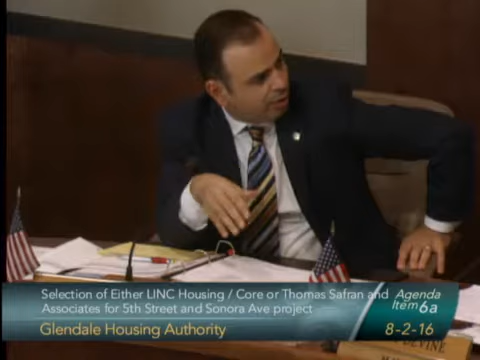 Selection of Either LINC Housing / Core or Thomas Safran and
Associates for 5th Street and Sonora Ave project
Glendale Housing Authority
Agenda
Item 6a
8-2-16
DEVINE